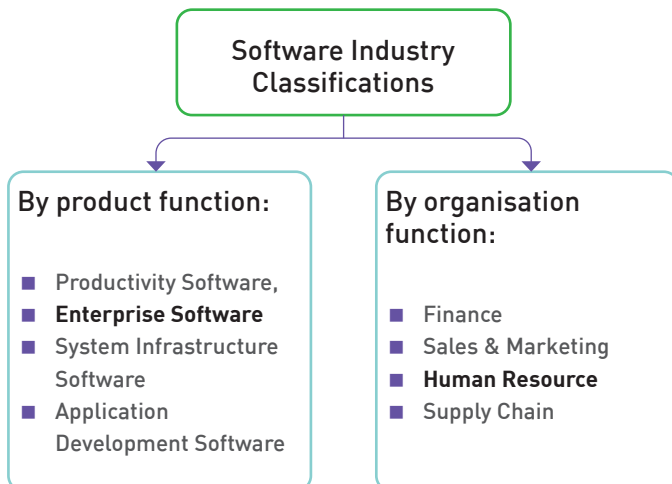 Software Industry
Classifications
By product function:
■ Productivity Software,
■ Enterprise Software
■ System Infrastructure
Software
■ Application
Development Software
By organisation
function:
■ Finance
■ Sales & Marketing
■ Human Resource
■ Supply Chain